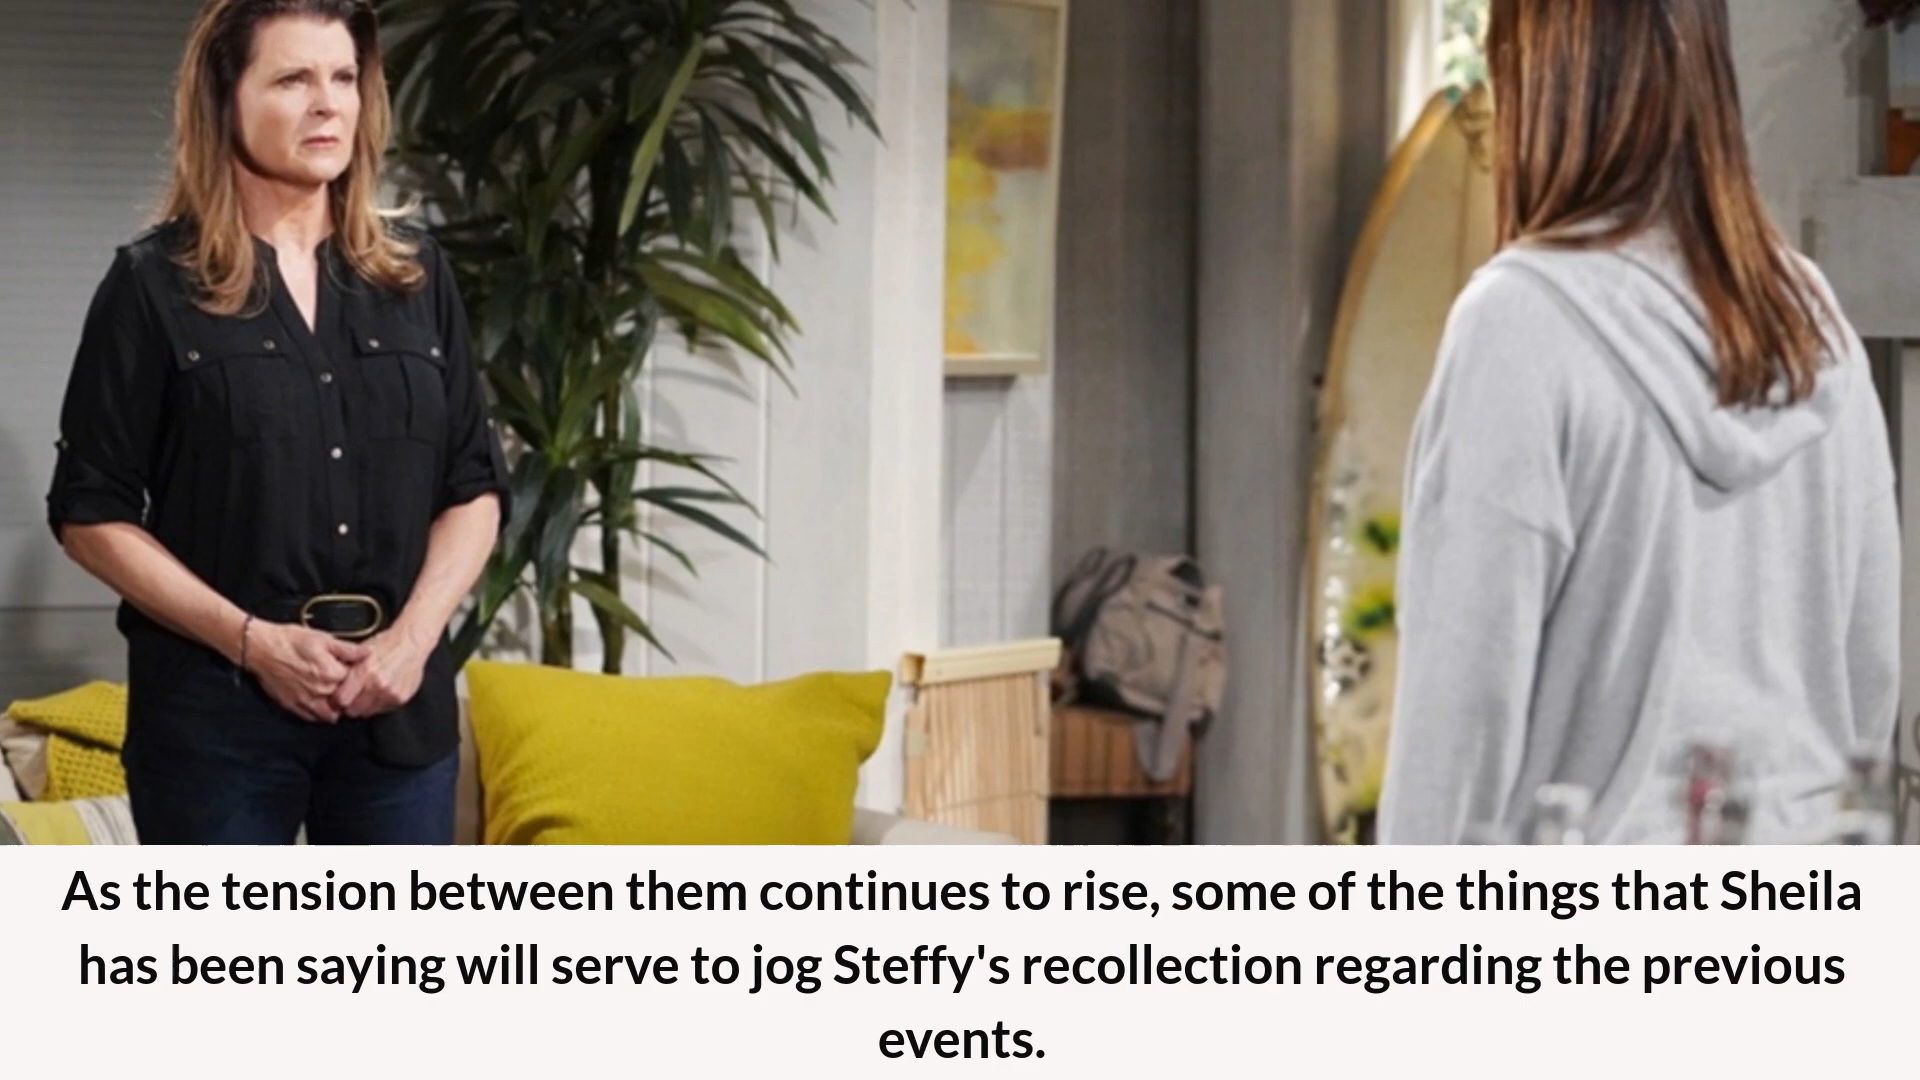 As the tension between them continues to rise, some of the things that Sheila
has been saying will serve to jog Steffy's recollection regarding the previous
events.